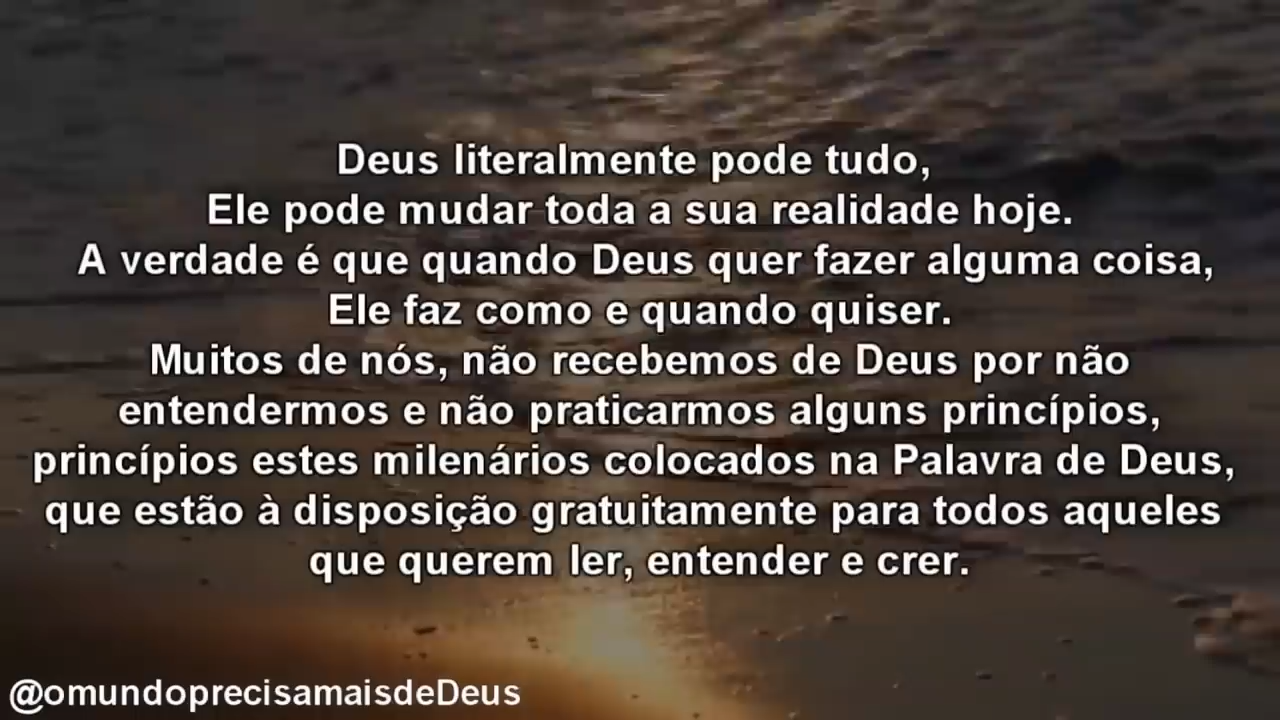 Deus literalmente pode tudo,
Ele pode mudar toda a sua realidade hoje.
A verdade é que quando Deus quer fazer alguma coisa,
Ele faz como e quando quiser.
Muitos de nós, não recebemos de Deus por não
entendermos e não praticarmos alguns princípios,
princípios estes milenários colocados na Palavra de Deus,
que estão à disposição gratuitamente para todos aqueles
que querem ler, entender e crer.
@omundoprecisamaisdeDeus